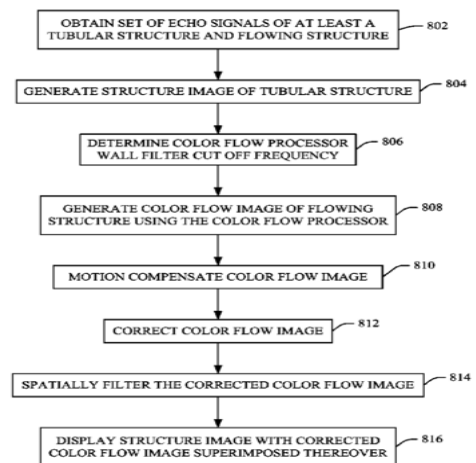 OBTAIN SET OF ECHO SIGNALS OF AT LEAST A
TUBULAR STRUCTURE AND FLOWING STRUCTURE
802
GENERATE STRUCTURE IMAGE OF TUBULAR STRUCTURE
804
DETERMINE COLOR FLOW PROCESSOR
WALL FILTER CUT OFF FREQUENCY
806
GENERATE COLOR FLOW IMAGE OF FLOWING
STRUCTURE USING THE COLOR FLOW PROCESSOR
808
MOTION COMPENSATE COLOR FLOW IMAGE
810
CORRECT COLOR FLOW IMAGE
812
SPATIALLY FILTER THE CORRECTED COLOR FLOW IMAGE
814
DISPLAY STRUCTURE IMAGE WITH CORRECTED
COLOR FLOW IMAGE SUPERIMPOSED THEREOVER
816